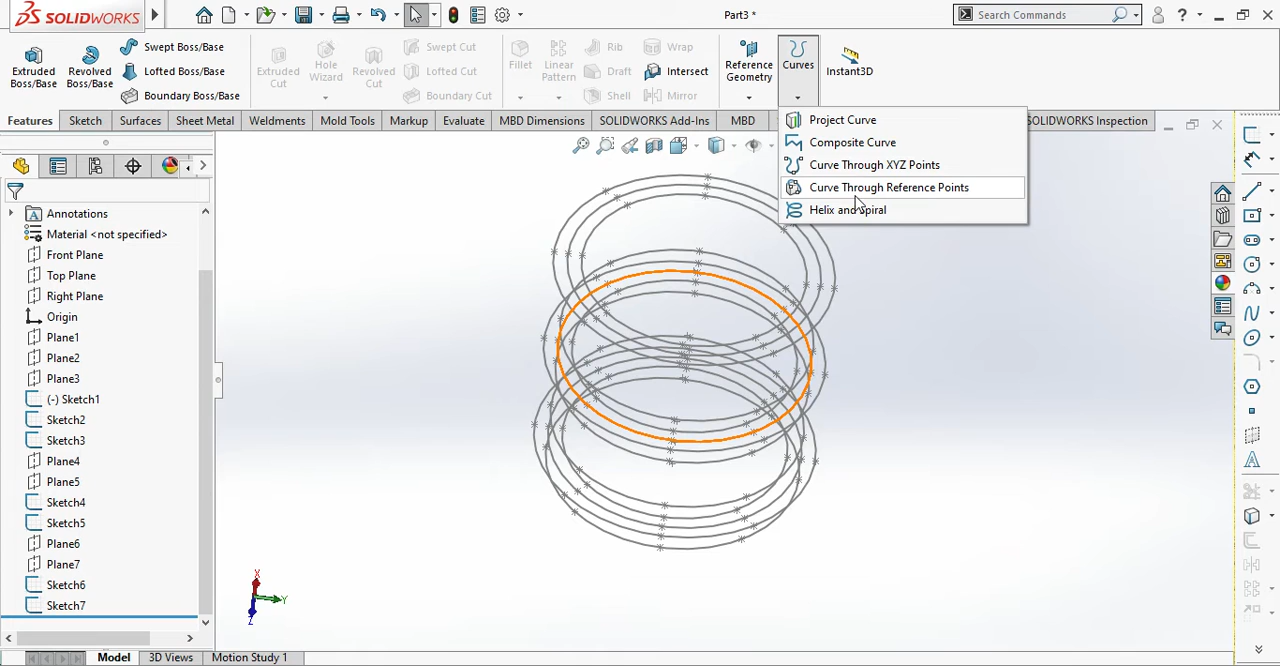 SOLIDWORKS
Part3 *
Search Commands
?
Extruded
Boss/Base
Revolved
Boss/Base
Swept Boss/Base
Lofted Boss/Base
Boundary Boss/Base
Extruded
Cut
Hole
Wizard
Revolved
Cut
Swept Cut
Lofted Cut
Boundary Cut
Fillet
Linear
Pattern
Rib
Draft
Shell
Wrap
Intersect
Mirror
Reference
Geometry
Curves
Instant3D
Features
Sketch
Surfaces
Sheet Metal
Mold Tools
Weldments
Markup
Evaluate
MBD Dimensions
SOLIDWORKS Add-Ins
MBD
OLIDWORKS Inspection
Project Curve
Composite Curve
Curve Through XYZ Points
Curve Through Reference Points
Helix and Spiral
Annotations
Material <not specified>
Front Plane
Top Plane
Right Plane
Origin
Plane1
Plane2
Plane3
(-) Sketch1
Sketch2
Sketch3
Plane4
Plane5
Sketch4
Sketch5
Plane6
Plane7
Sketch6
Sketch7
X
Y
Z
Model
3D Views
Motion Study 1